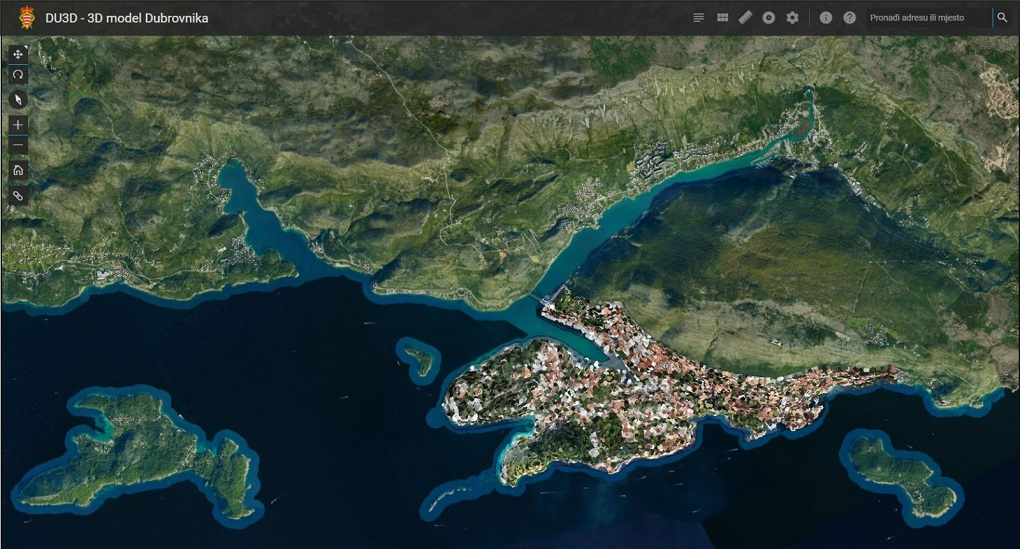 DU3D - 3D model Dubrovnika
Pronađi adresu ili mjesto